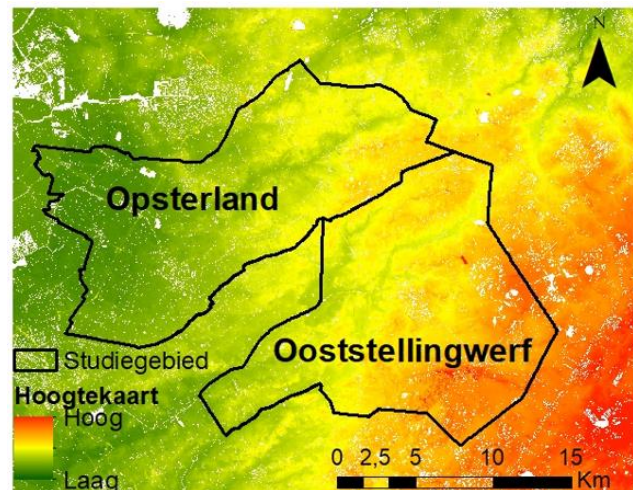 N
Opsterland
Ooststellingwerf
Studiegebied
Hoogtekaart
Hoog
Laag
0 2,5 5 10 15
Km